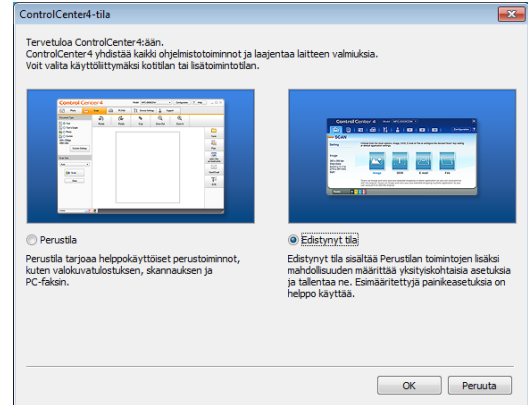 ControlCenter4-tila
Tervetuloa ControlCenter4:ään.
ControlCenter4 yhdistää kaikki ohjelmistotoiminnot ja laajentaa laitteen valmiuksia.
Voit valita käyttöliittymäksi kotitilan tai lisätoimintotilan.
Control Center 4
Control Center 4
SCAN
Perustila
Edistynyt tila
Perustila tarjoaa helppokäyttöiset perustoiminnot,
kuten valokuvatulostuksen, skannauksen ja
PC-faksin.
Edistynyt tila sisältää Perustilan toimintojen lisäksi
mahdollisuuden määrittää yksityiskohtaisia asetuksia
ja tallentaa ne. Esimääritettyjä painikeasetuksia on
helppo käyttää.
OK
Peruuta